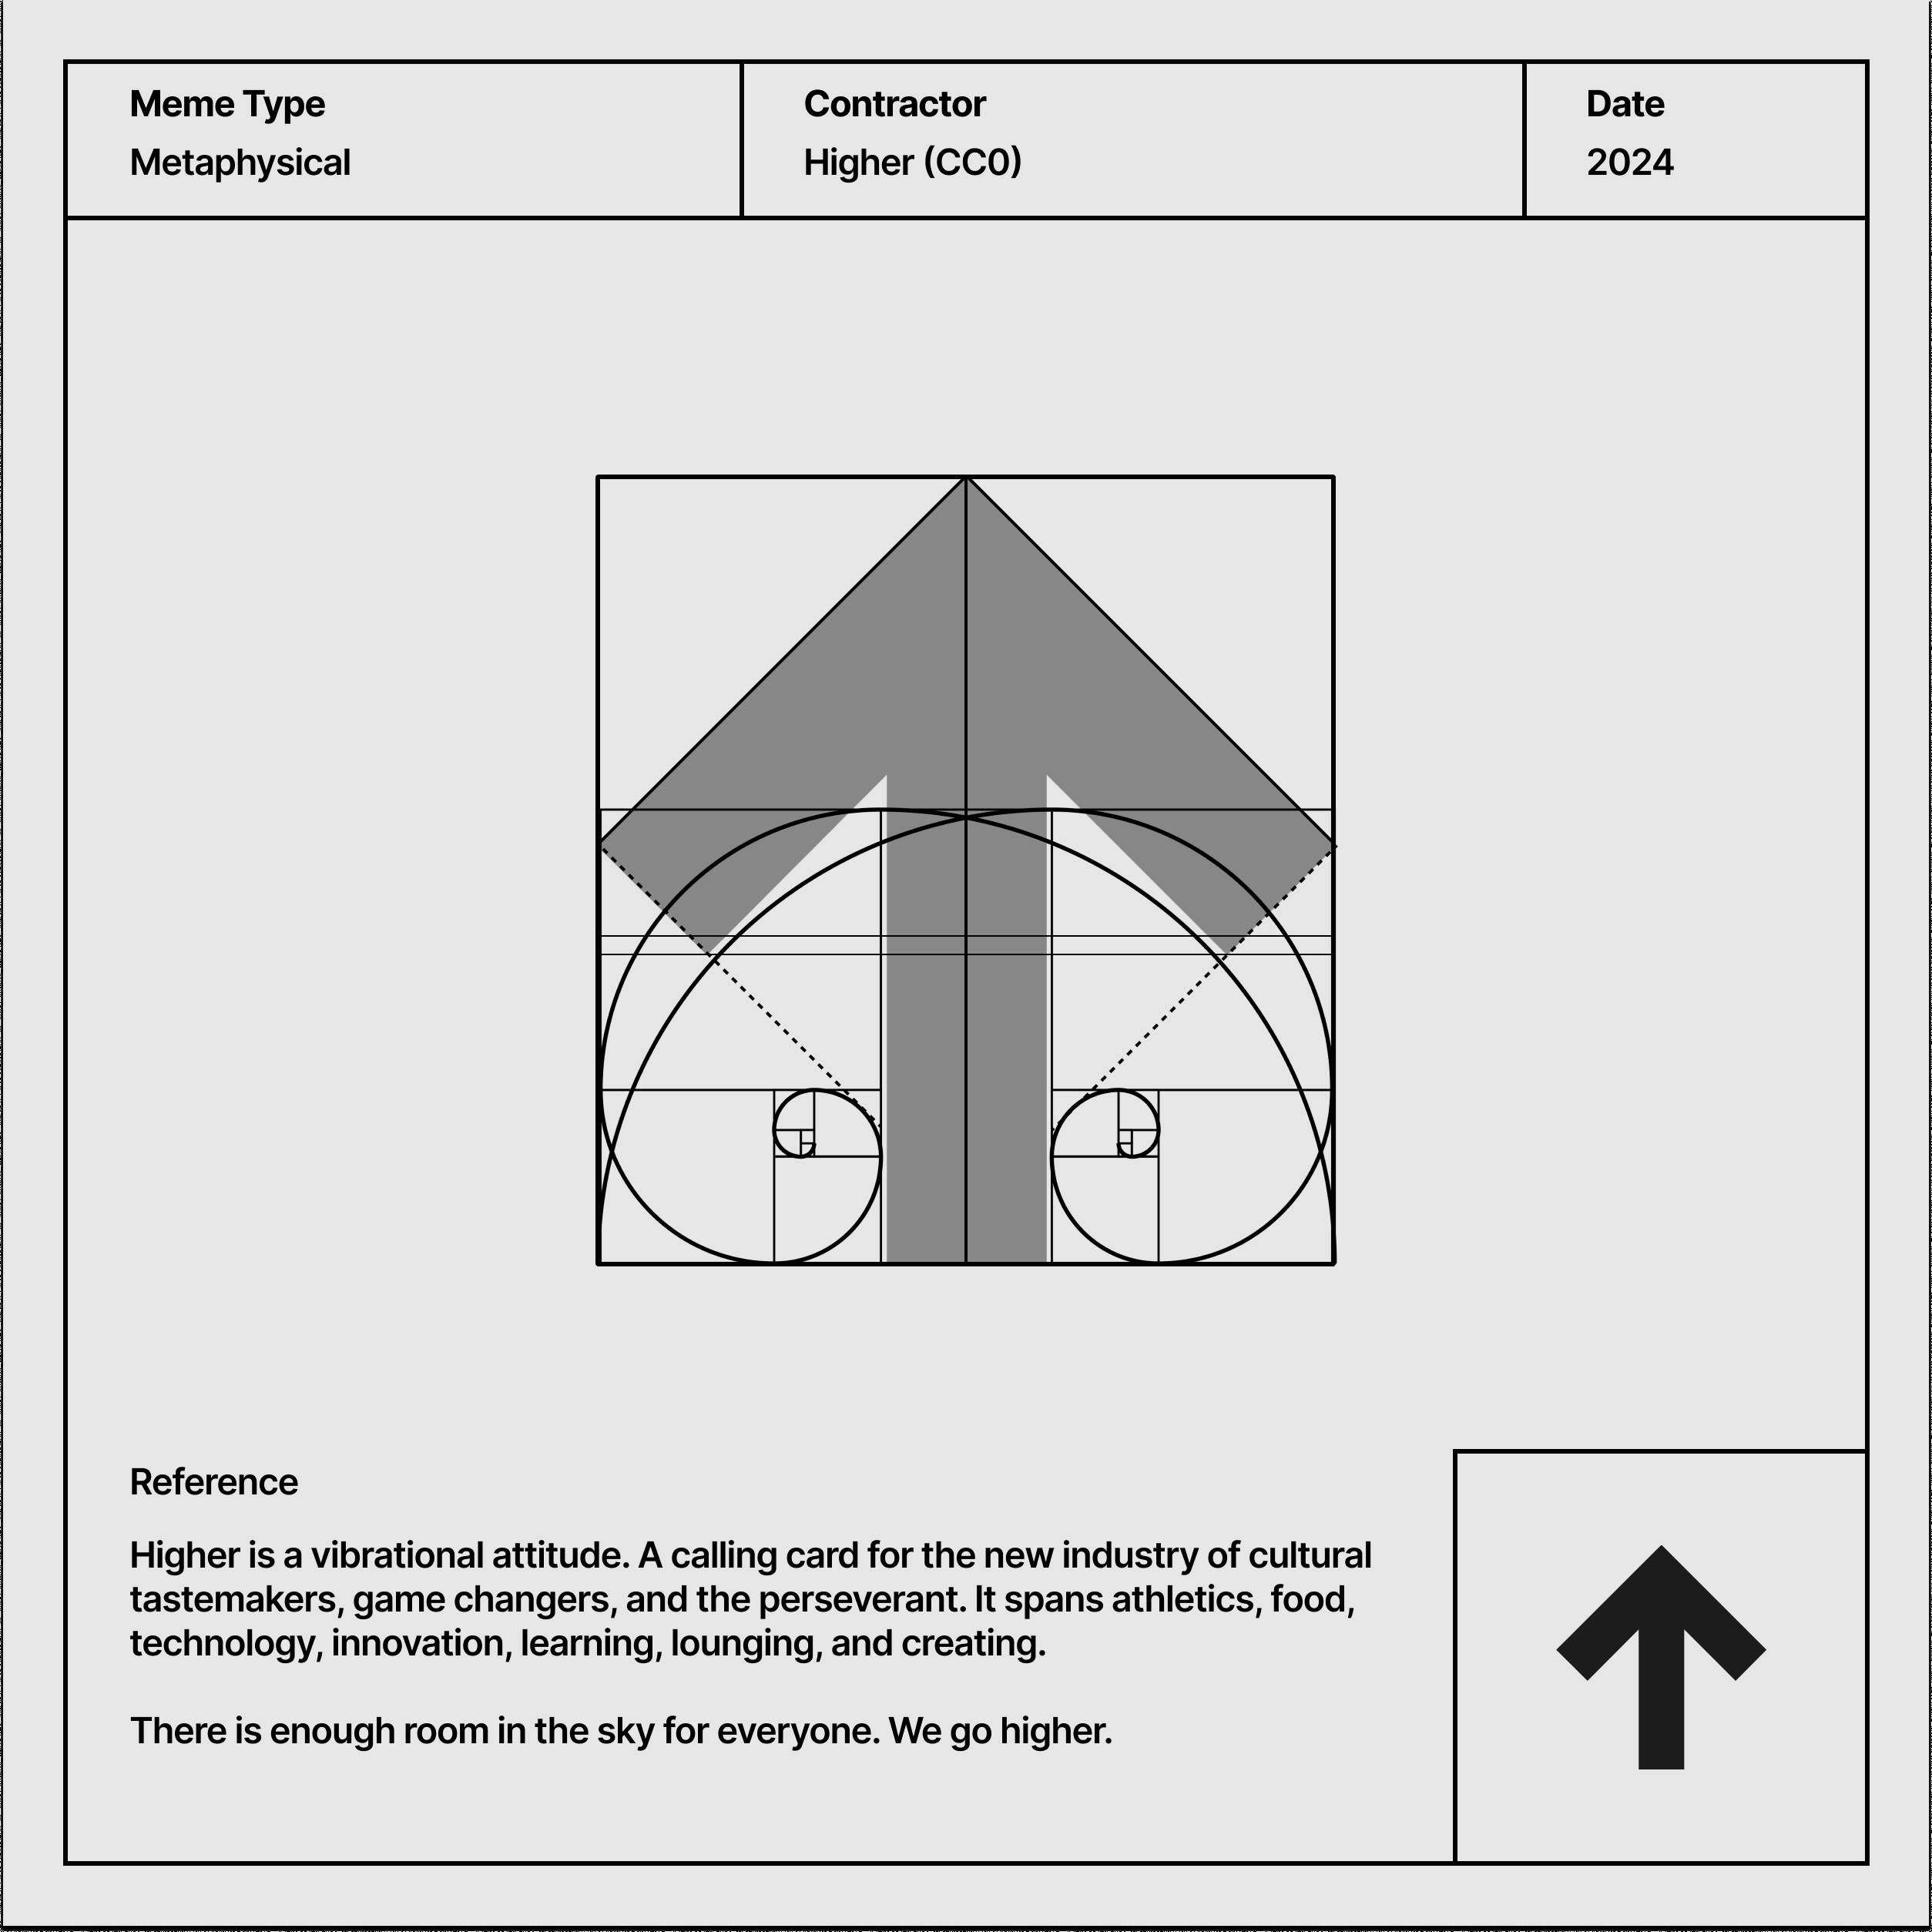 Meme Type
Metaphysical
Contractor
Higher (CC0)
Date
2024
Reference
Higher is a vibrational attitude. A calling card for the new industry of cultural
tastemakers, game changers, and the perseverant. It spans athletics, food,
technology, innovation, learning, lounging, and creating.
There is enough room in the sky for everyone. We go higher.